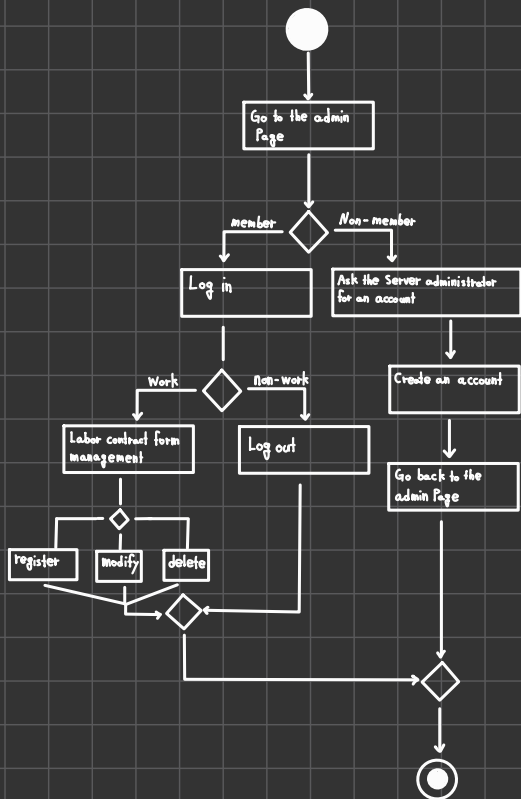 Go to the admin
Page
member
Non-member
Log in
Ask the Server administrator
for an account
Work
non-work
Create an account
Labor contract form
management
Log out
Go back to the
admin Page
register
modify
delete